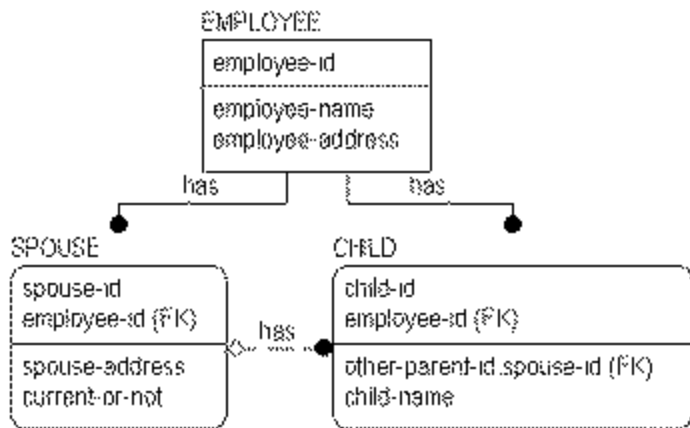 EMPLOYEE
employee-id
employee-name
employee-address
has
has
SPOUSE
spouse-id
employee-id (FK)
spouse-address
current-or-not
has
CHILD
child-id
employee-id (FK)
other-parent-id.spouse-id (FK)
child-name